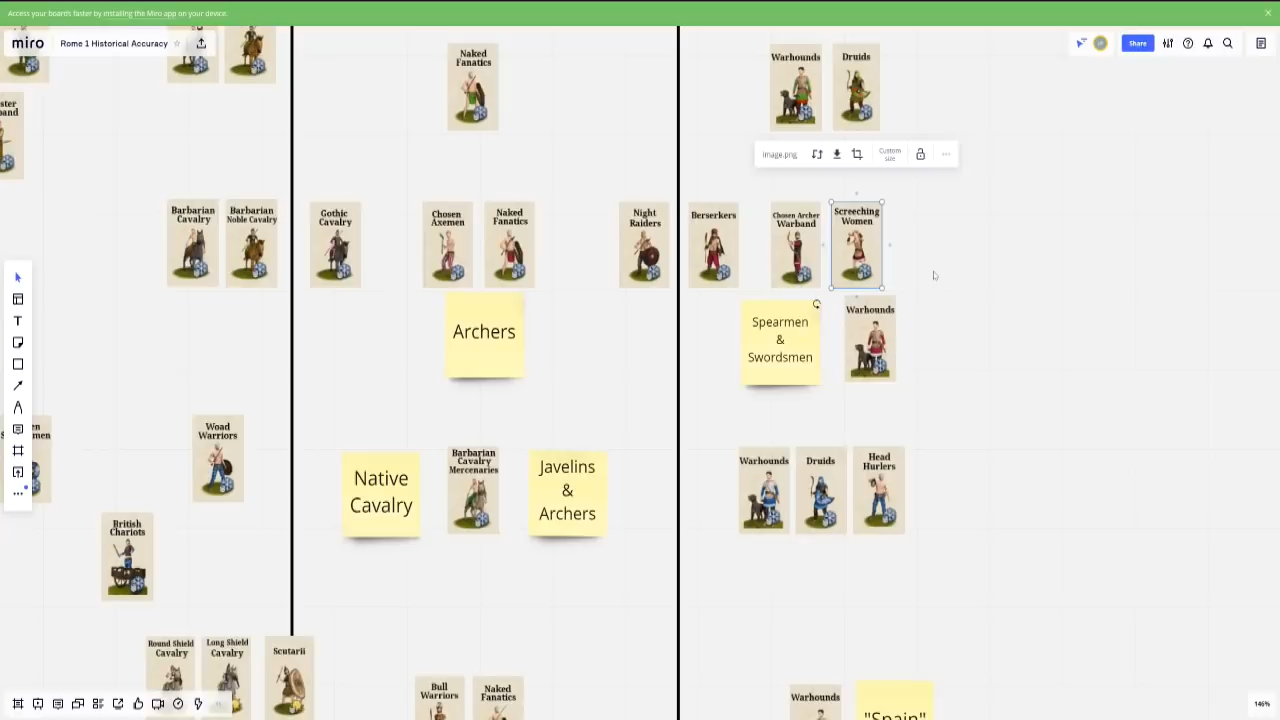 Access your boards faster by installing the Miro app on your device.
miro
Rome 1 Historical Accuracy
Share
Naked
Fanatics
Warhounds
Druids
image.png
Custom
size
Barbarian
Cavalry
Barbarian
Noble Cavalry
Gothic
Cavalry
Chosen
Axemen
Naked
Fanatics
Night
Raiders
Berserkers
Chosen Archer
Warband
Screeching
Women
Archers
Spearmen
&
Swordsmen
Warhounds
Woad
Warriors
Native
Cavalry
Barbarian
Cavalry
Mercenaries
Javelins
&
Archers
Warhounds
Druids
Head
Hurlers
British
Chariots
Round Shield
Cavalry
Long Shield
Cavalry
Scutarii
Bull
Warriors
Naked
Fanatics
Warhounds
"Spain"
146%